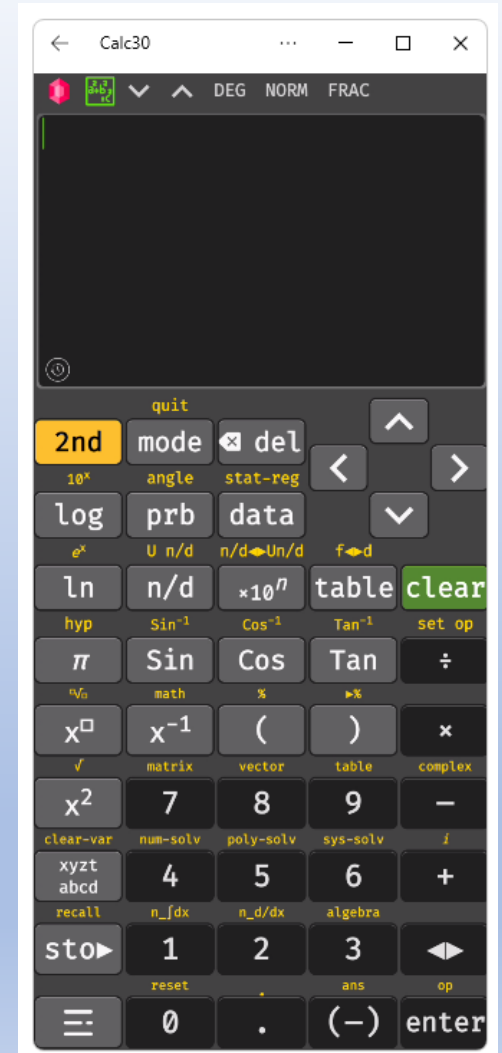 Calc30
DEG NORM FRAC
quit
2nd mode del
10ˣ angle stat-reg
log prb data
eˣ U n/d n/d◂▸Un/d f◂▸d
ln n/d ×10ⁿ table clear
hyp Sin⁻¹ Cos⁻¹ Tan⁻¹ set op
π Sin Cos Tan ÷
ⁿ√□ math % ▸%
x□ x⁻¹ ( ) ×
√ matrix vector table complex
x² 7 8 9 −
clear-var num-solv poly-solv sys-solv i
xyzt
abcd 4 5 6 +
recall n_∫dx n_d/dx algebra
sto▸ 1 2 3 ◂▸
reset , ans op
0 . (−) enter